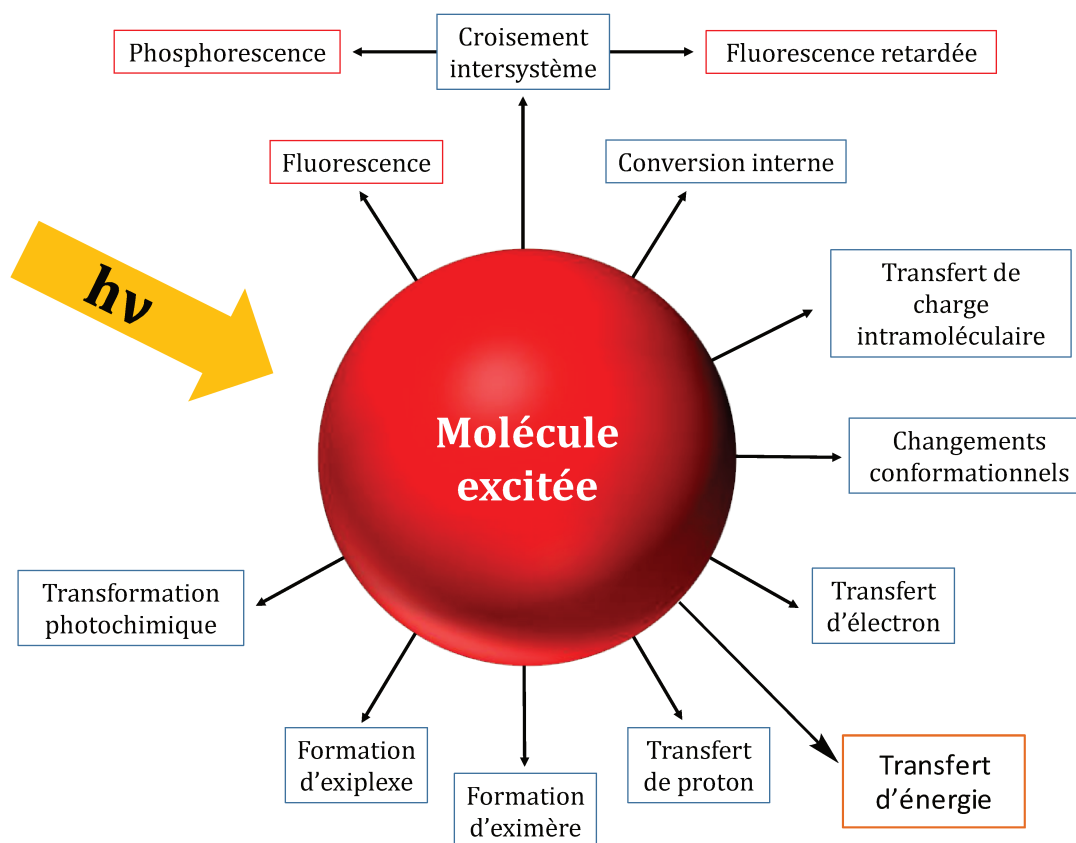 Croisement
intersystème
Phosphorescence
Fluorescence retardée
Fluorescence
Conversion interne
hν
Transfert de
charge
intramoléculaire
Molécule
excitée
Changements
conformationnels
Transformation
photochimique
Transfert
d'électron
Formation
d'exiplexe
Formation
d'eximère
Transfert
de proton
Transfert
d'énergie